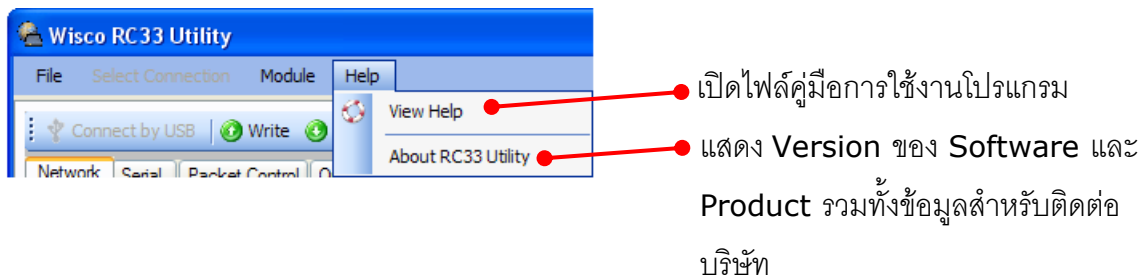 Wisco RC33 Utility
File Select Connection Module Help
Connect by USB Write
View Help
About RC33 Utility
Network Serial Packet Control
เปิดไฟล์คู่มือการใช้งานโปรแกรม
แสดง Version ของ Software และ
Product รวมทั้งข้อมูลสำหรับติดต่อ
บริษัท